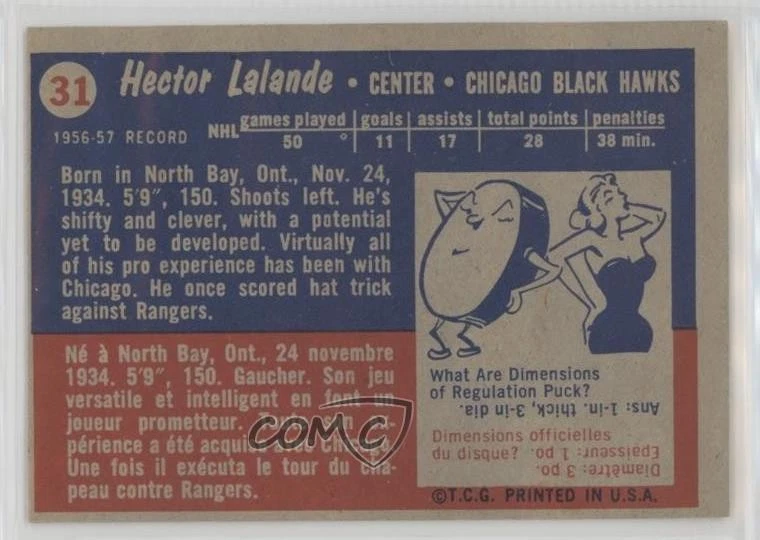 31
Hector Lalande • CENTER • CHICAGO BLACK HAWKS
1956-57 RECORD
NHL
games played goals assists total points penalties
50 11 17 28 38 min.
Born in North Bay, Ont., Nov. 24,
1934. 5'9", 150. Shoots left. He's
shifty and clever, with a potential
yet to be developed. Virtually all
of his pro experience has been with
Chicago. He once scored hat trick
against Rangers.
Né à North Bay, Ont., 24 novembre
1934. 5'9", 150. Gaucher. Son jeu
versatile et intelligent en font un
joueur prometteur.
périence a été acquise avec Chicago.
Une fois il exécuta le tour du cha-
peau contre Rangers.
COMC
What Are Dimensions
of Regulation Puck?
Ans: 1-in. thick, 3-in dia.
Dimensions officielles
du disque?
Epaisseur: 1 po.
Diamètre: 3 po.
©T.C.G. PRINTED IN U.S.A.